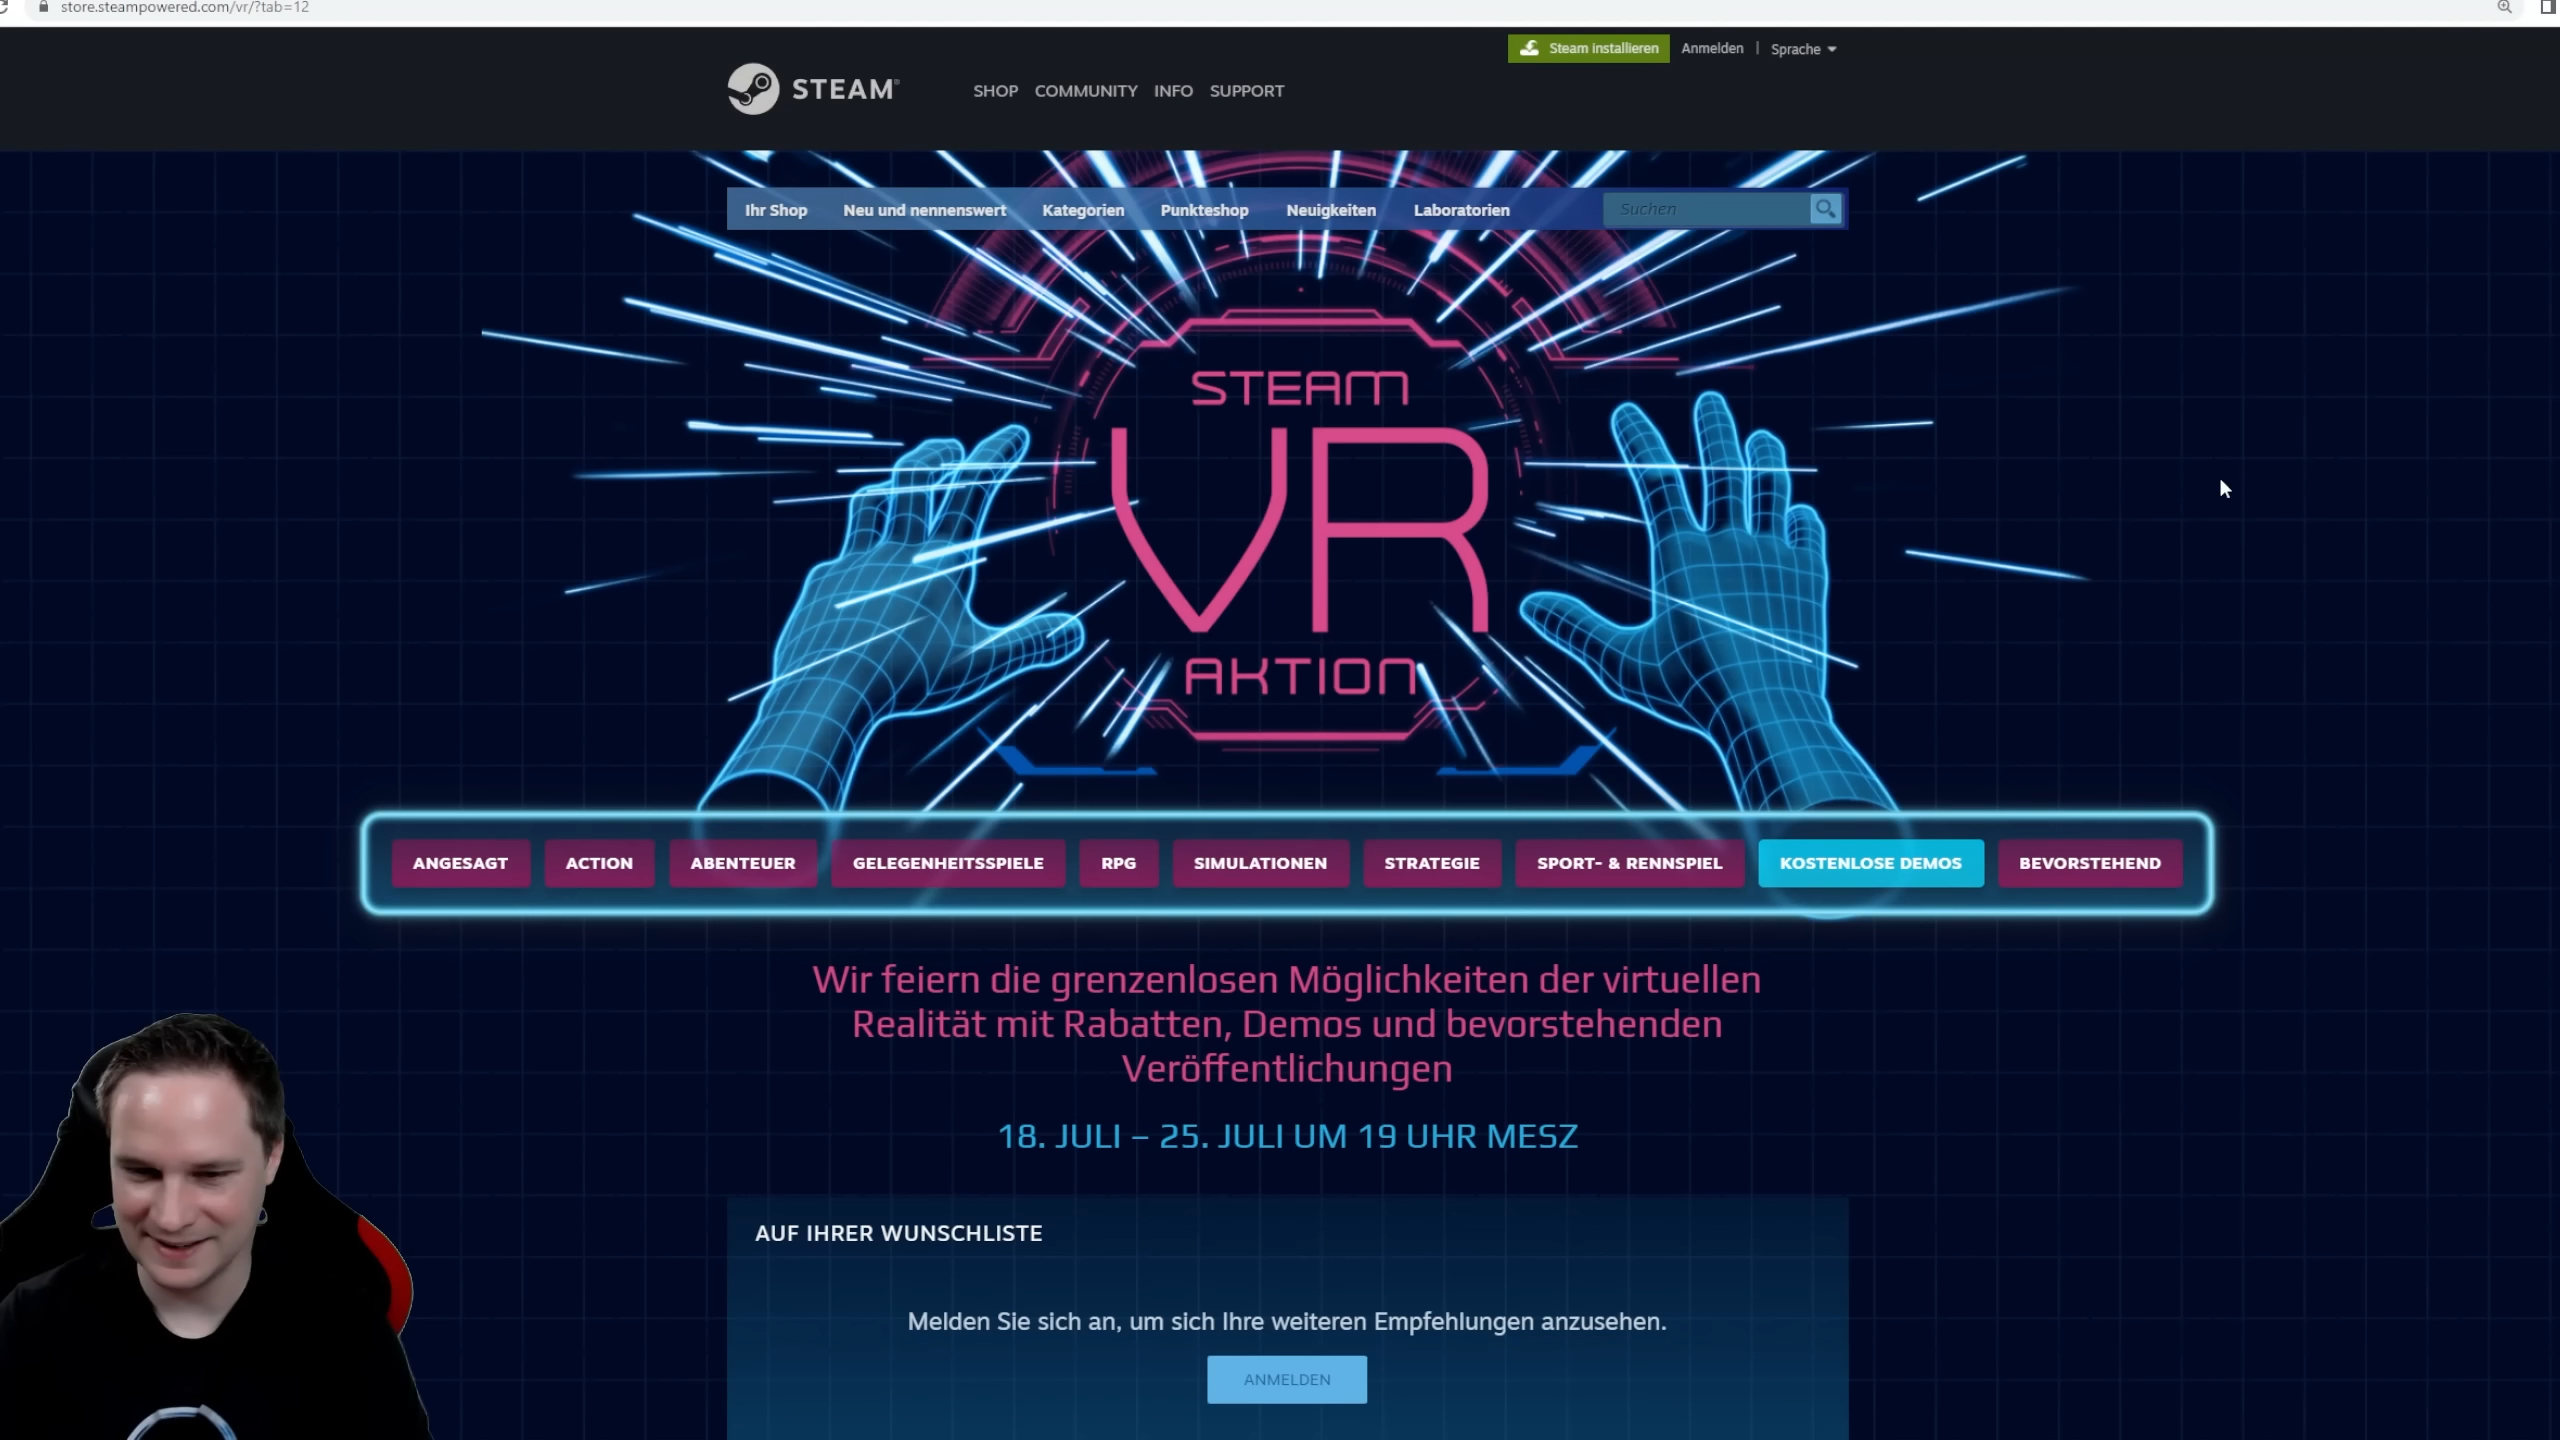 store.steampowered.com/vr/?tab=12
Steam installieren Anmelden | Sprache
STEAM
SHOP COMMUNITY INFO SUPPORT
Ihr Shop Neu und nennenswert Kategorien Punkteshop Neuigkeiten Laboratorien Suchen
STEAM
VR
AKTION
ANGESAGT ACTION ABENTEUER GELEGENHEITSSPIELE RPG SIMULATIONEN STRATEGIE SPORT- & RENNSPIEL KOSTENLOSE DEMOS BEVORSTEHEND
Wir feiern die grenzenlosen Möglichkeiten der virtuellen
Realität mit Rabatten, Demos und bevorstehenden
Veröffentlichungen
18. JULI – 25. JULI UM 19 UHR MESZ
AUF IHRER WUNSCHLISTE
Melden Sie sich an, um sich Ihre weiteren Empfehlungen anzusehen.
ANMELDEN